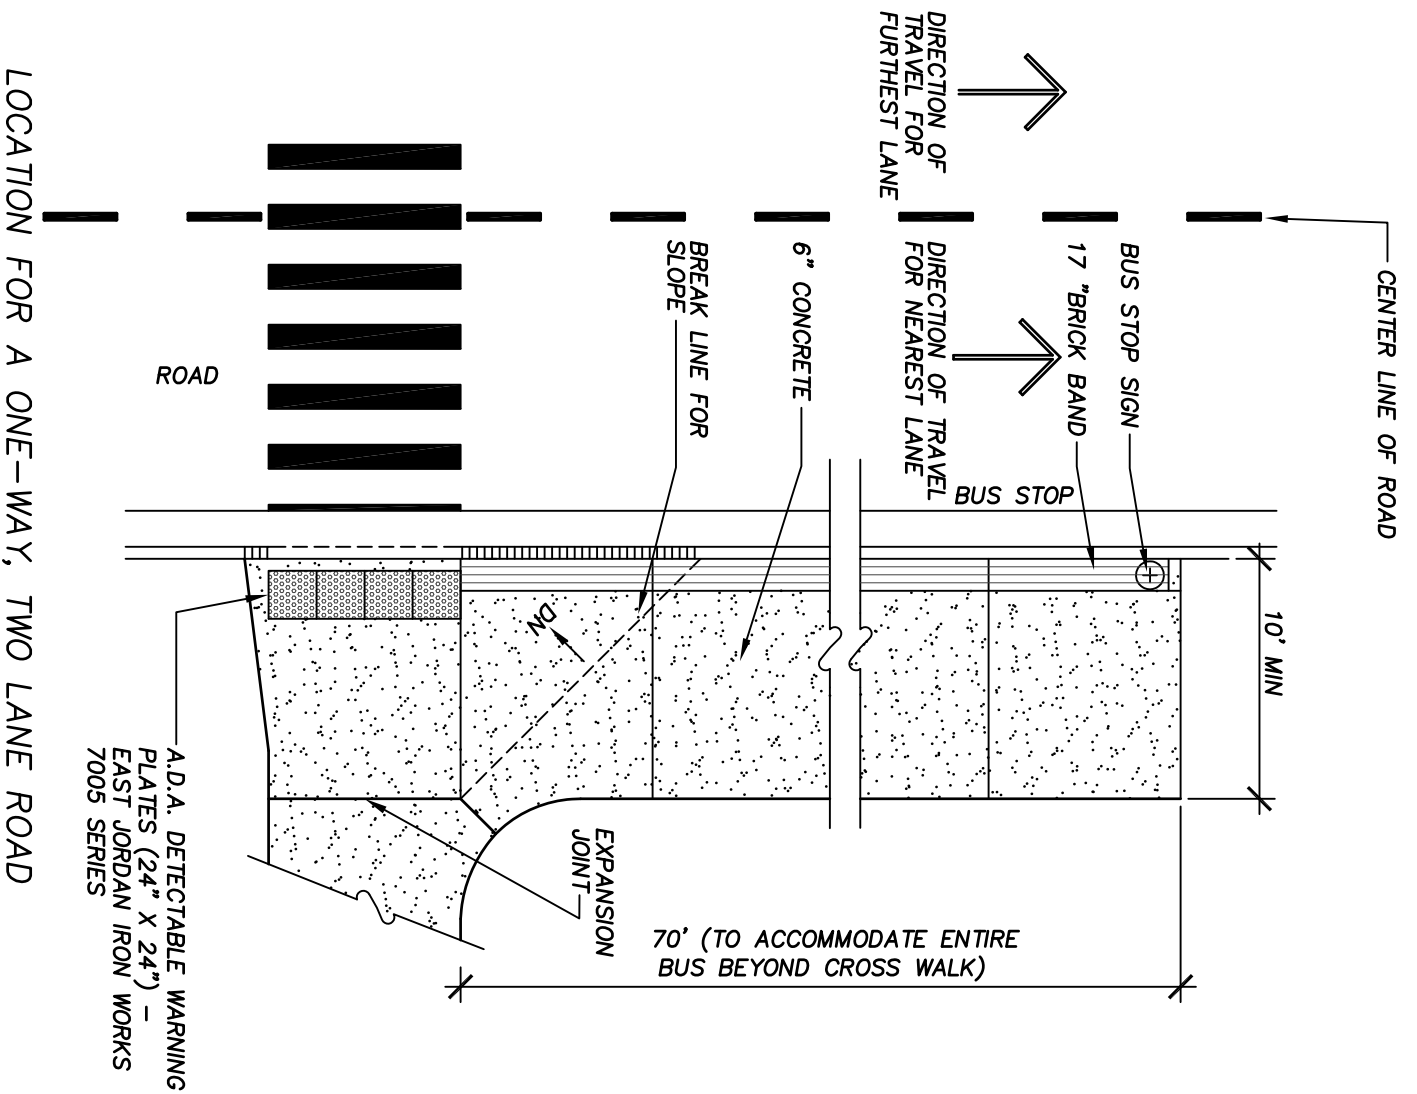 CENTER LINE OF ROAD
BUS STOP SIGN
17 "BRICK BAND
DIRECTION OF
TRAVEL FOR
FURTHEST LANE
DIRECTION OF TRAVEL
FOR NEAREST LANE
BUS STOP
6" CONCRETE
BREAK LINE FOR
SLOPE
10' MIN
DN
ROAD
EXPANSION
JOINT
70' (TO ACCOMMODATE ENTIRE
BUS BEYOND CROSS WALK)
A.D.A. DETECTABLE WARNING
PLATES (24" X 24") –
EAST JORDAN IRON WORKS
7005 SERIES
LOCATION FOR A ONE–WAY, TWO LANE ROAD